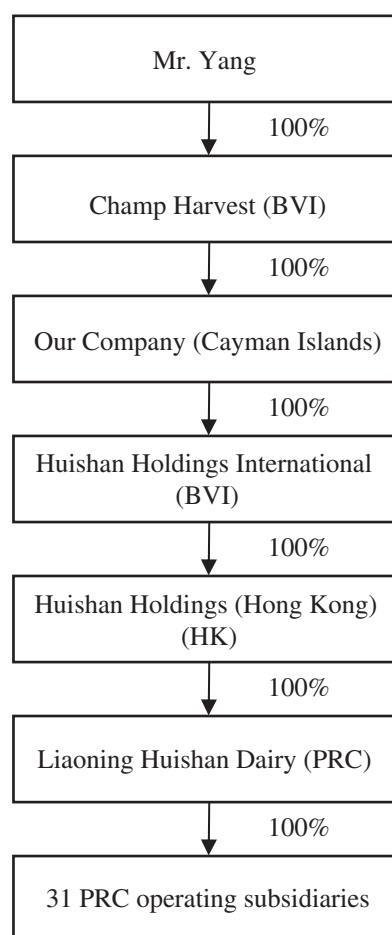 Mr. Yang
100%
Champ Harvest (BVI)
100%
Our Company (Cayman Islands)
100%
Huishan Holdings International
(BVI)
100%
Huishan Holdings (Hong Kong)
(HK)
100%
Liaoning Huishan Dairy (PRC)
100%
31 PRC operating subsidiaries